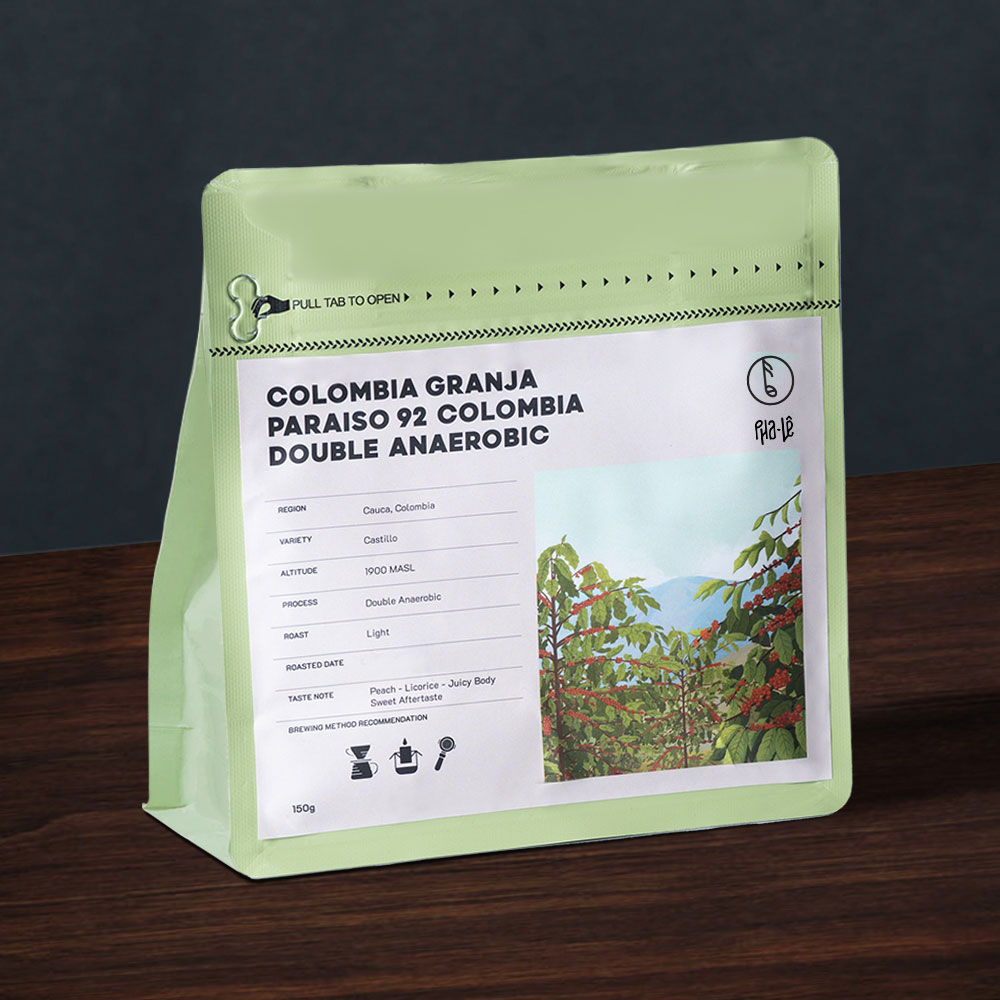 PULL TAB TO OPEN
COLOMBIA GRANJA
PARAISO 92 COLOMBIA
DOUBLE ANAEROBIC
PHa-Lê
REGION Cauca, Colombia
VARIETY Castillo
ALTITUDE 1900 MASL
PROCESS Double Anaerobic
ROAST Light
ROASTED DATE
TASTE NOTE Peach - Licorice - Juicy Body
Sweet Aftertaste
BREWING METHOD RECOMMENDATION
150g